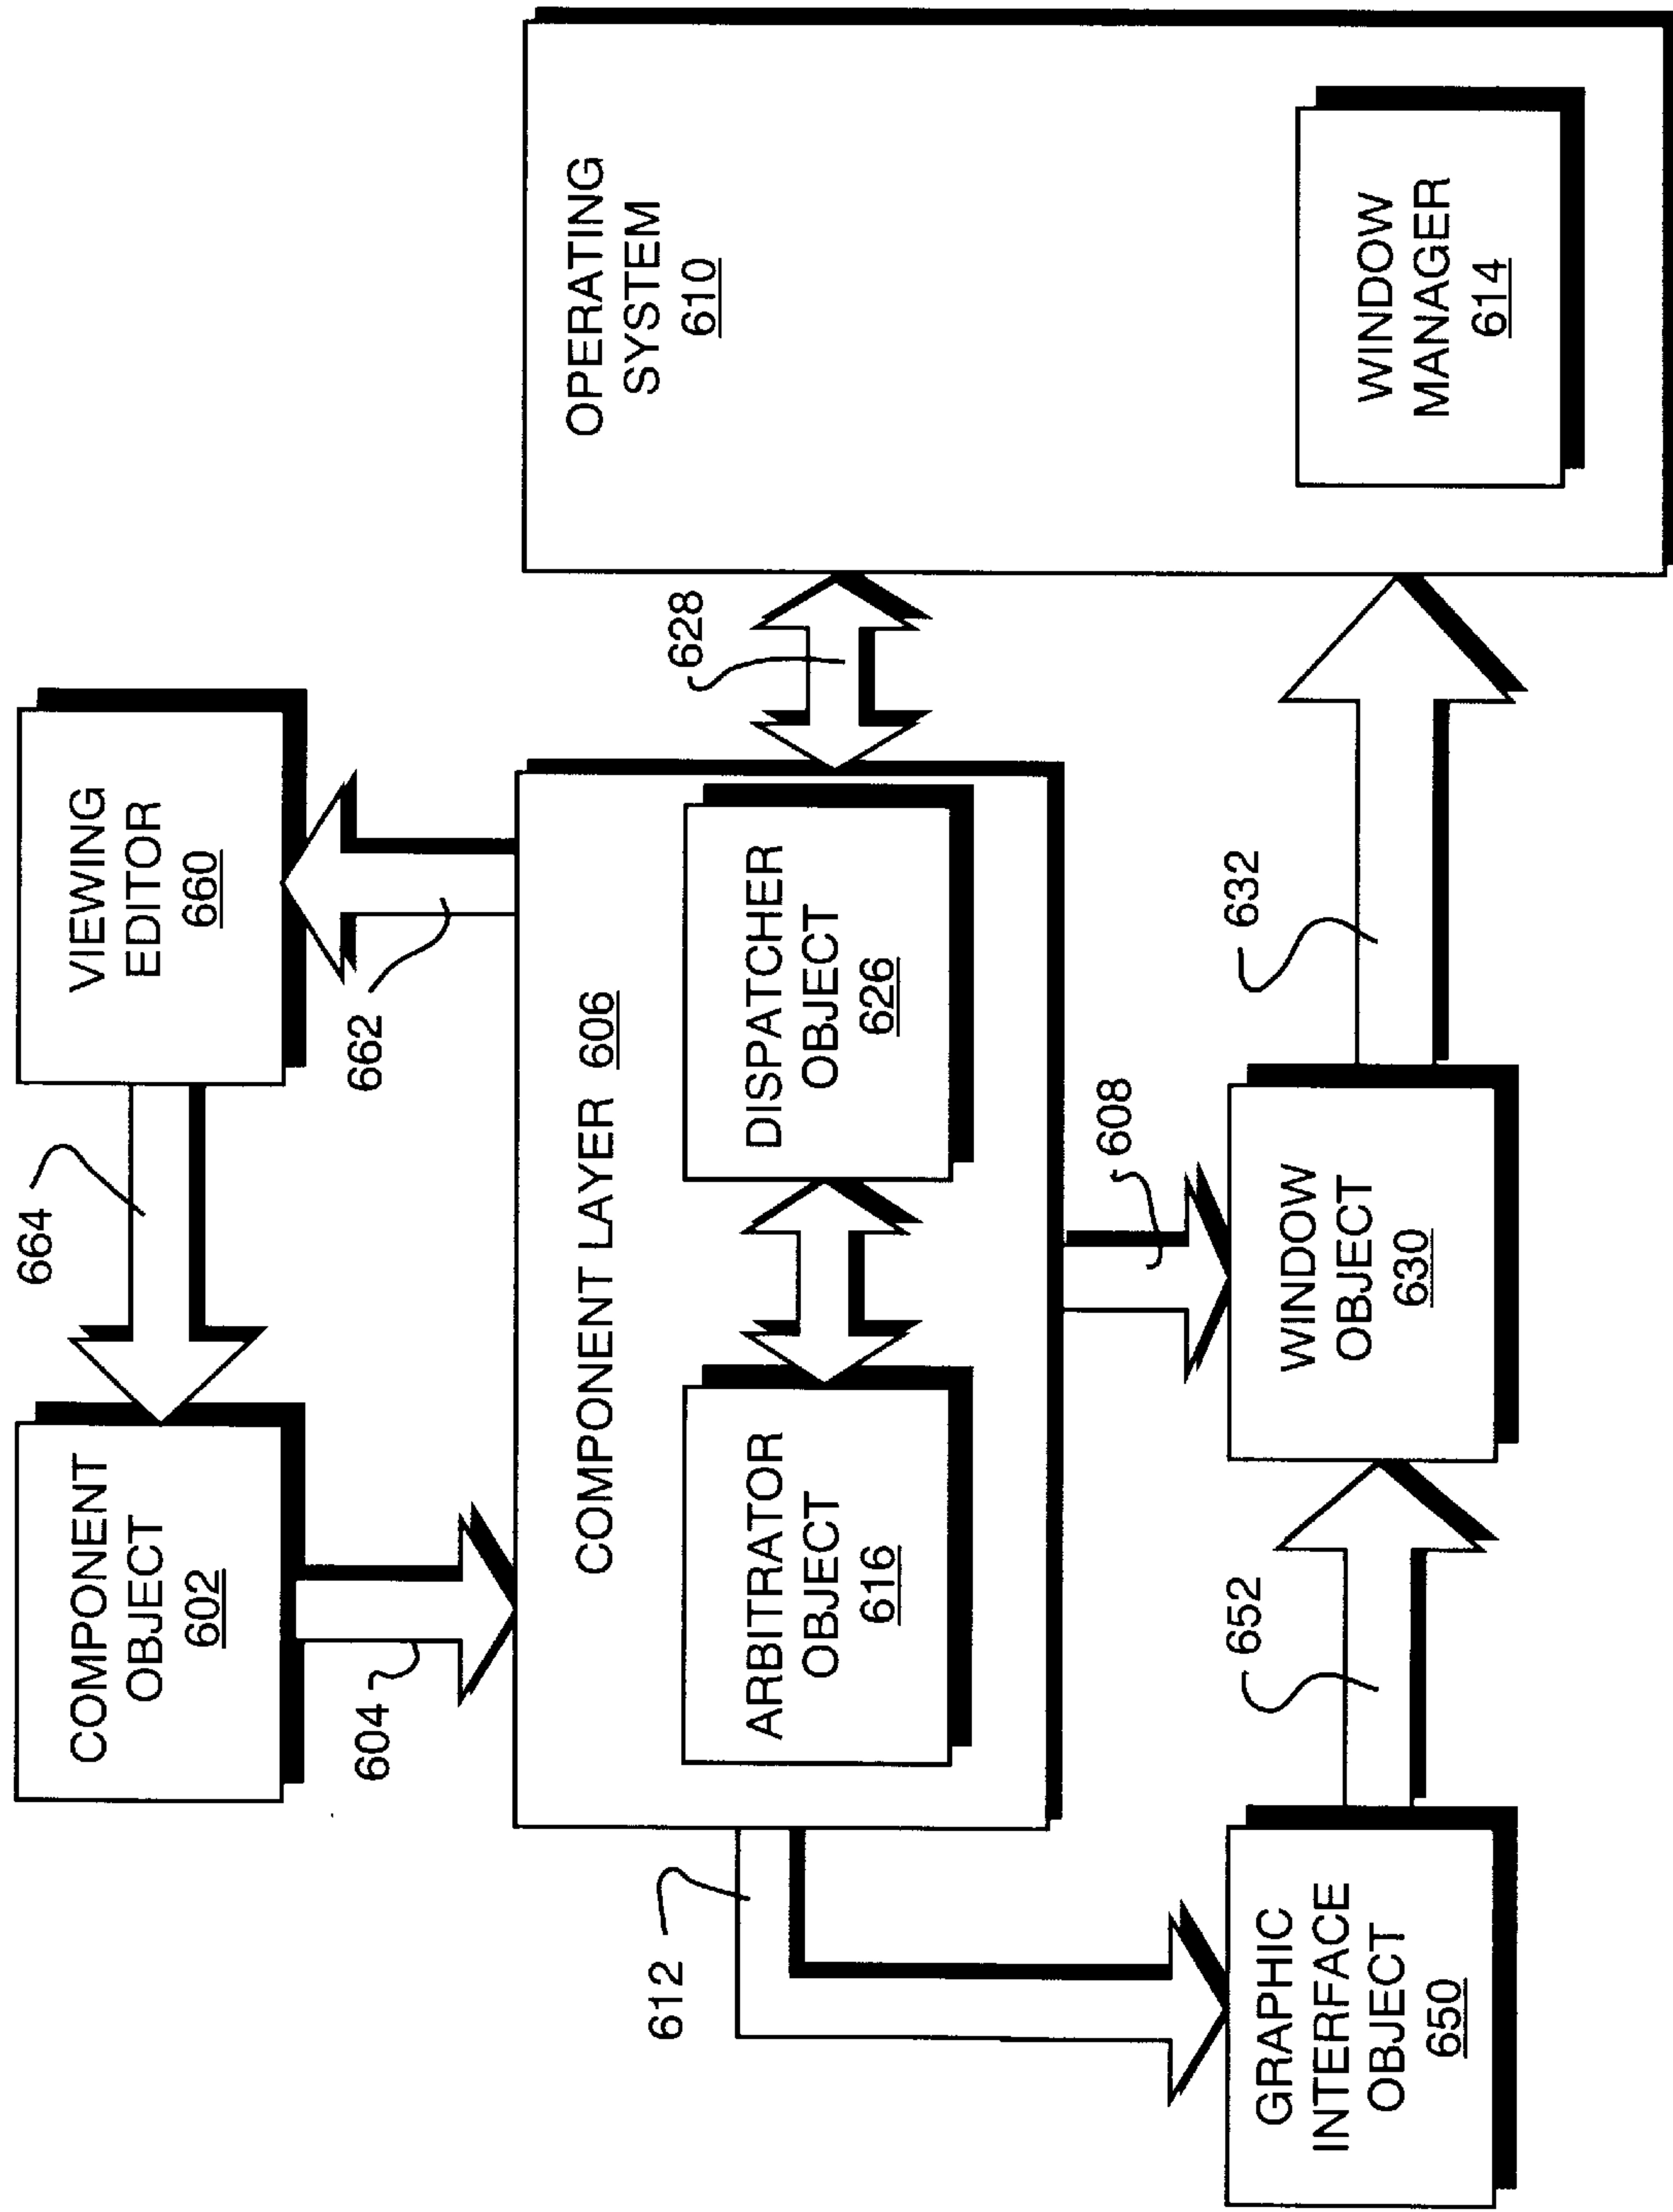 COMPONENT
OBJECT
602
664
VIEWING
EDITOR
660
604
662
COMPONENT LAYER 606
ARBITRATOR
OBJECT
616
DISPATCHER
OBJECT
626
612
628
OPERATING
SYSTEM
610
608
GRAPHIC
INTERFACE
OBJECT
650
652
WINDOW
OBJECT
630
632
WINDOW
MANAGER
614